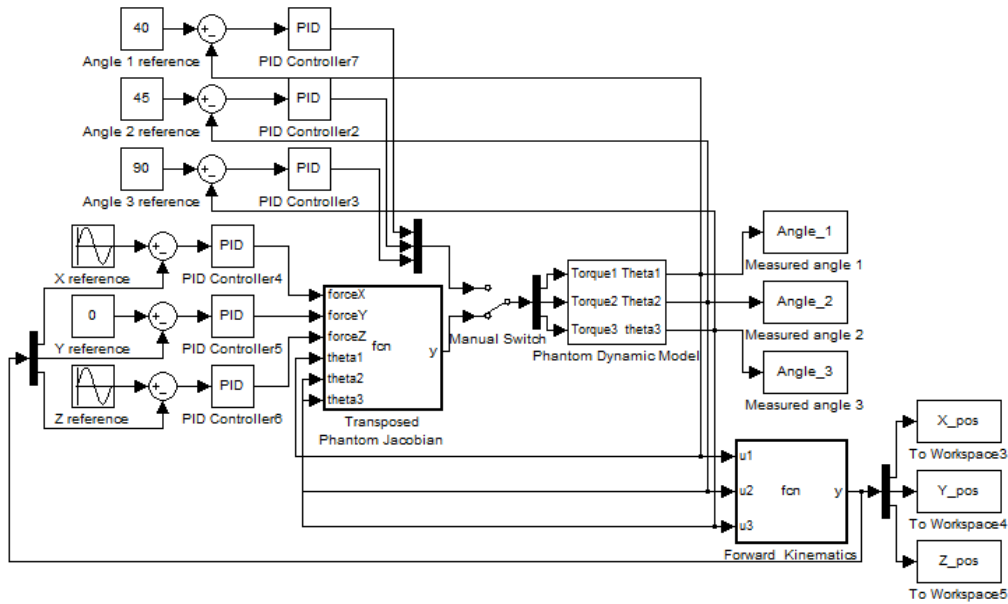 40
Angle 1 reference
PID
PID Controller7
45
Angle 2 reference
PID
PID Controller2
90
Angle 3 reference
PID
PID Controller3
X reference
PID
PID Controller4
0
Y reference
PID
PID Controller5
Z reference
PID
PID Controller6
forceX
forceY
forceZ
theta1
theta2
theta3
fcn
y
Transposed
Phantom Jacobian
Manual Switch
Torque1 Theta1
Torque2 Theta2
Torque3 theta3
Phantom Dynamic Model
Angle_1
Measured angle 1
Angle_2
Measured angle 2
Angle_3
Measured angle 3
u1
u2
u3
fcn
y
Forward Kinematics
X_pos
To Workspace3
Y_pos
To Workspace4
Z_pos
To Workspace5